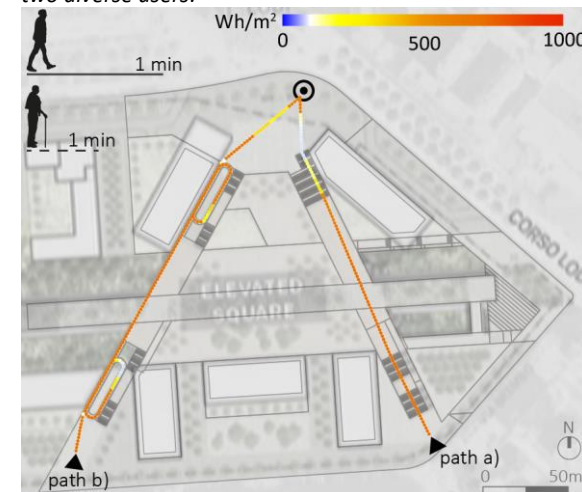 two diverse users.
Wh/m²
0 500 1000
1 min
1 min
CORSO LO
ELEVATED
SQUARE
path a)
path b)
N
0 50m